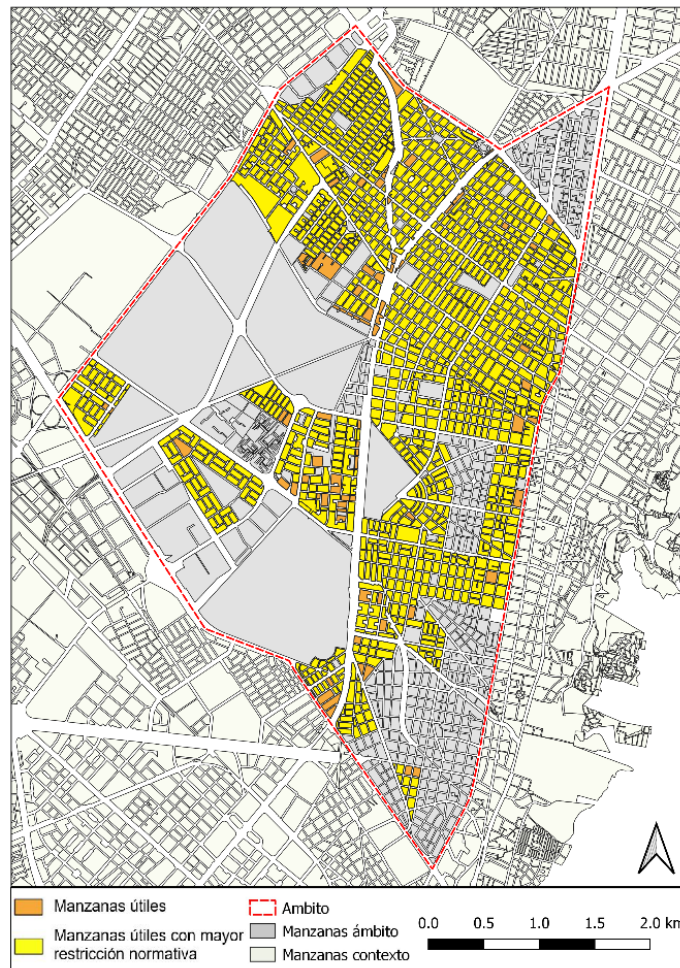 Manzanas útiles
Manzanas útiles con mayor
restricción normativa
Ambito
Manzanas ámbito
Manzanas contexto
0.0 0.5 1.0 1.5 2.0 km